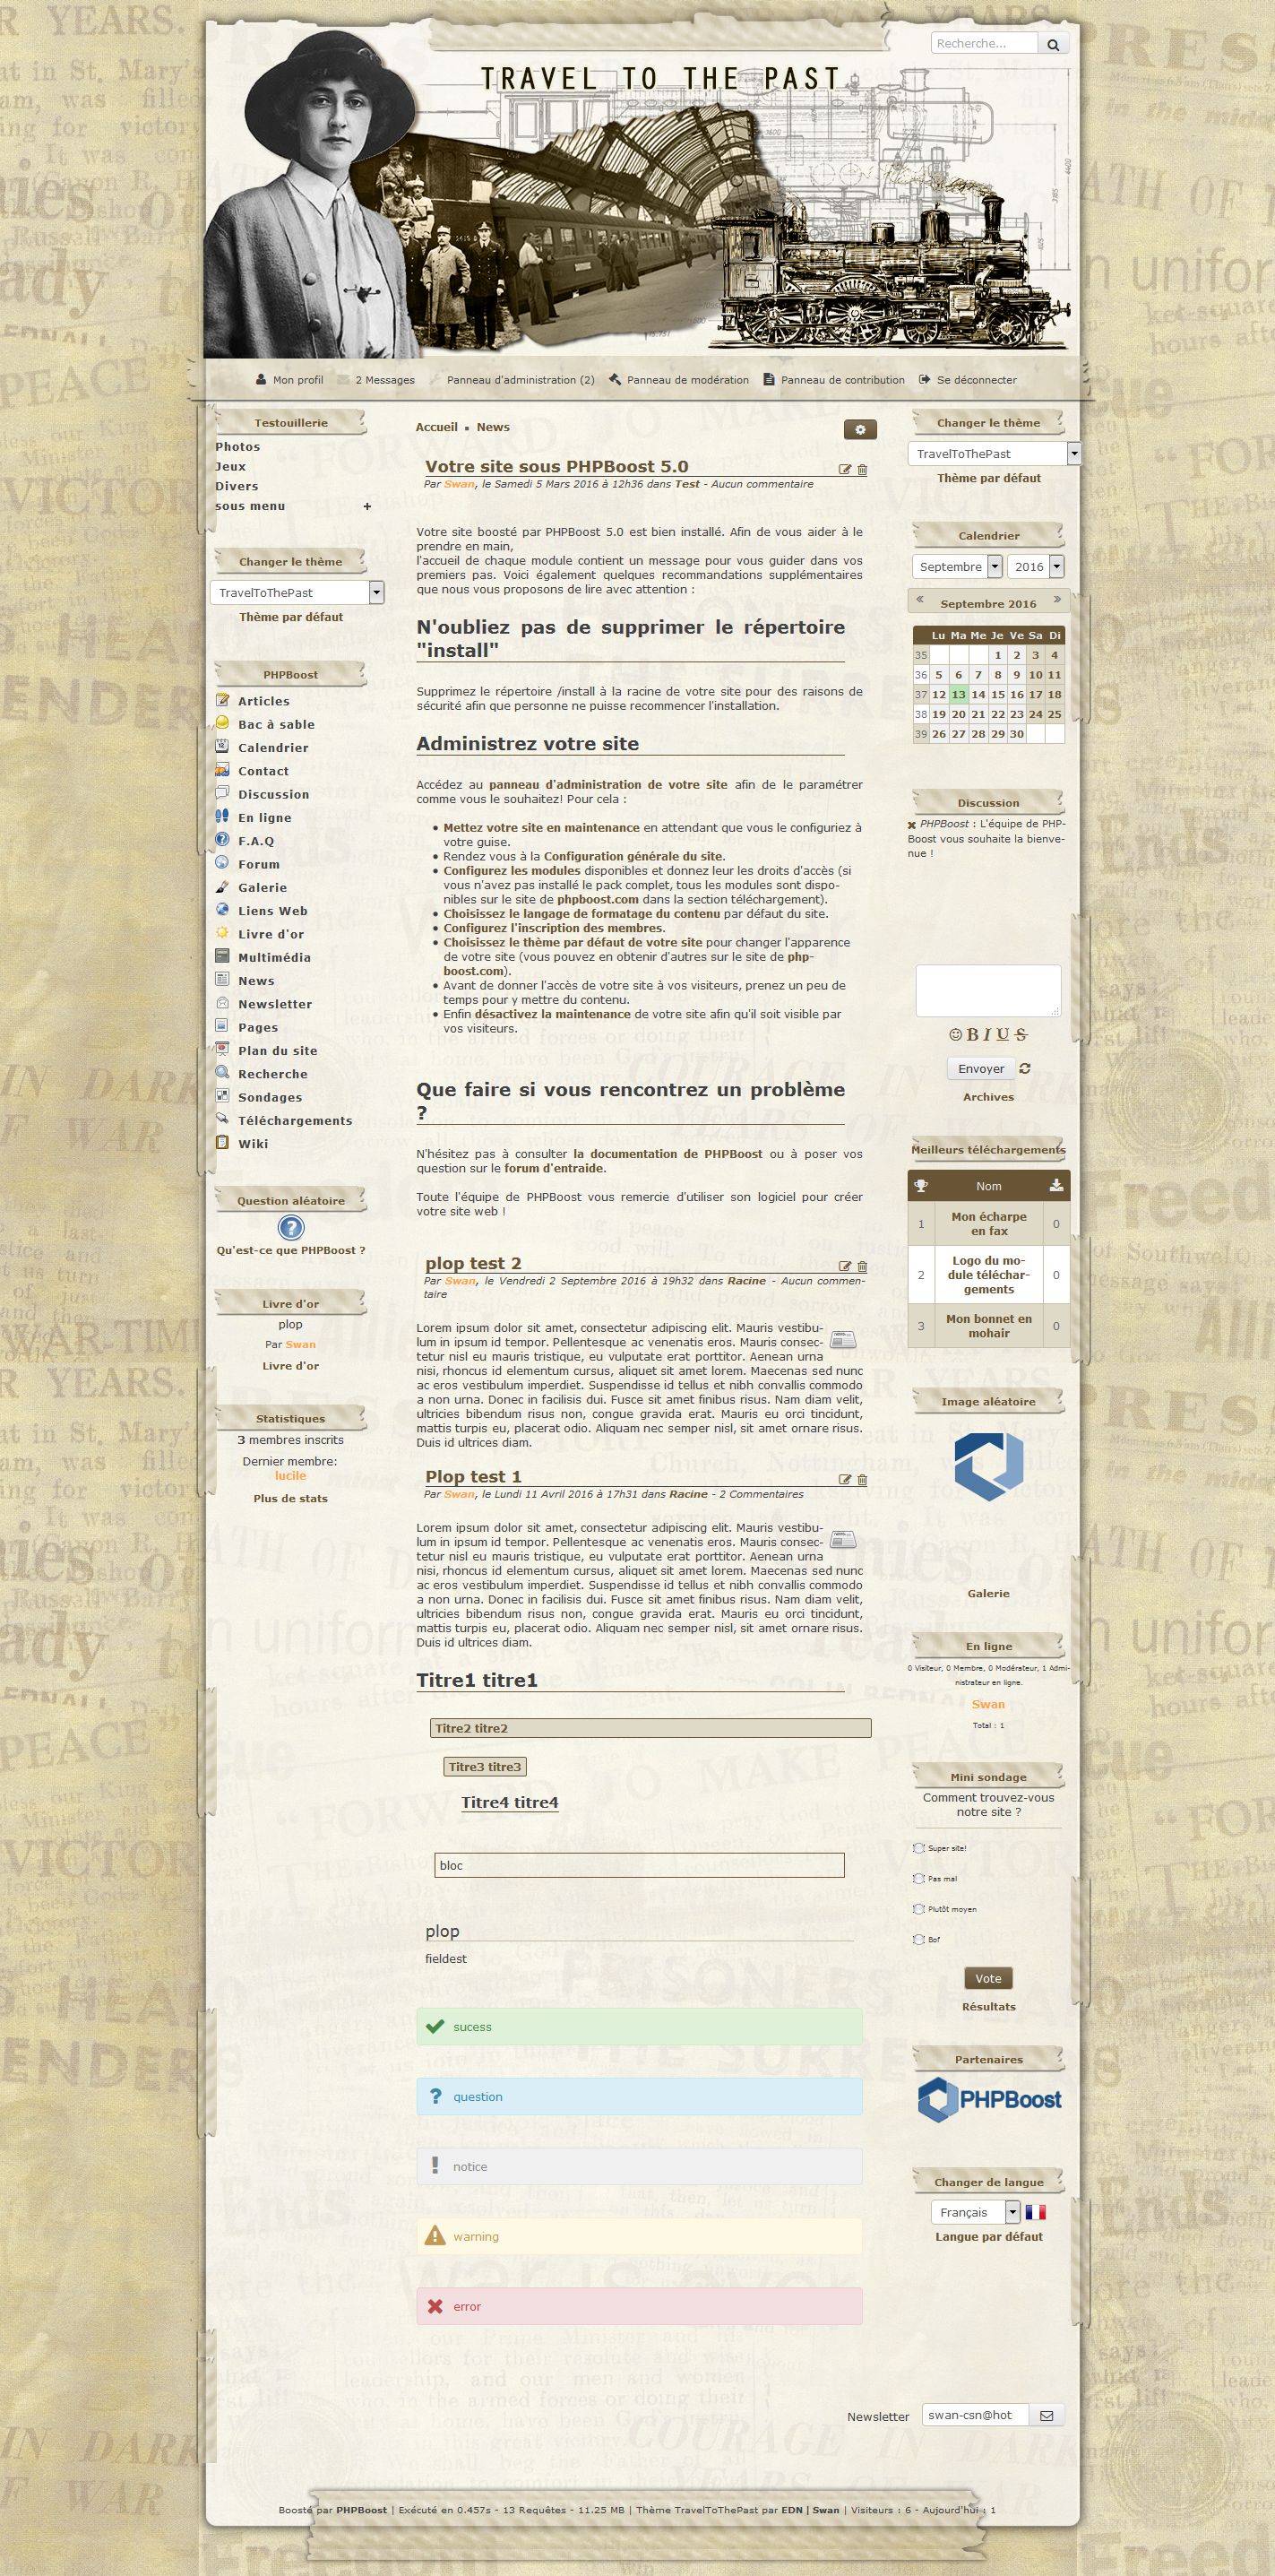 Recherche...
TRAVEL TO THE PAST
Mon profil
2 Messages
Panneau d'administration (2)
Panneau de modération
Panneau de contribution
Se déconnecter
Testouillerie
Photos
Jeux
Divers
sous menu
+
Changer le thème
TravelToThePast
Thème par défaut
PHPBoost
Articles
Bac à sable
Calendrier
Contact
Discussion
En ligne
F.A.Q
Forum
Galerie
Liens Web
Livre d'or
Multimédia
News
Newsletter
Pages
Plan du site
Recherche
Sondages
Téléchargements
Wiki
Question aléatoire
Qu'est-ce que PHPBoost ?
Livre d'or
plop
Par Swan
Livre d'or
Statistiques
3 membres inscrits
Dernier membre:
lucile
Plus de stats
Accueil ▪ News
Votre site sous PHPBoost 5.0
Par Swan, le Samedi 5 Mars 2016 à 12h36 dans Test - Aucun commentaire
Votre site boosté par PHPBoost 5.0 est bien installé. Afin de vous aider à le
prendre en main,
l'accueil de chaque module contient un message pour vous guider dans vos
premiers pas. Voici également quelques recommandations supplémentaires
que nous vous proposons de lire avec attention :
N'oubliez pas de supprimer le répertoire
"install"
Supprimez le répertoire /install à la racine de votre site pour des raisons de
sécurité afin que personne ne puisse recommencer l'installation.
Administrez votre site
Accédez au panneau d'administration de votre site afin de le paramétrer
comme vous le souhaitez! Pour cela :
• Mettez votre site en maintenance en attendant que vous le configuriez à
votre guise.
• Rendez vous à la Configuration générale du site.
• Configurez les modules disponibles et donnez leur les droits d'accès (si
vous n'avez pas installé le pack complet, tous les modules sont dispo-
nibles sur le site de phpboost.com dans la section téléchargement).
• Choisissez le langage de formatage du contenu par défaut du site.
• Configurez l'inscription des membres.
• Choisissez le thème par défaut de votre site pour changer l'apparence
de votre site (vous pouvez en obtenir d'autres sur le site de php-
boost.com).
• Avant de donner l'accès de votre site à vos visiteurs, prenez un peu de
temps pour y mettre du contenu.
• Enfin désactivez la maintenance de votre site afin qu'il soit visible par
vos visiteurs.
Que faire si vous rencontrez un problème
?
N'hésitez pas à consulter la documentation de PHPBoost ou à poser vos
question sur le forum d'entraide.
Toute l'équipe de PHPBoost vous remercie d'utiliser son logiciel pour créer
votre site web !
plop test 2
Par Swan, le Vendredi 2 Septembre 2016 à 19h32 dans Racine - Aucun commen-
taire
Lorem ipsum dolor sit amet, consectetur adipiscing elit. Mauris vestibu-
lum in ipsum id tempor. Pellentesque ac venenatis eros. Mauris consec-
tetur nisl eu mauris tristique, eu vulputate erat porttitor. Aenean urna
nisi, rhoncus id elementum cursus, aliquet sit amet lorem. Maecenas sed nunc
ac eros vestibulum imperdiet. Suspendisse id tellus et nibh convallis commodo
a non urna. Donec in facilisis dui. Fusce sit amet finibus risus. Nam diam velit,
ultricies bibendum risus non, congue gravida erat. Mauris eu orci tincidunt,
mattis turpis eu, placerat odio. Aliquam nec semper nisl, sit amet ornare risus.
Duis id ultrices diam.
Plop test 1
Par Swan, le Lundi 11 Avril 2016 à 17h31 dans Racine - 2 Commentaires
Lorem ipsum dolor sit amet, consectetur adipiscing elit. Mauris vestibu-
lum in ipsum id tempor. Pellentesque ac venenatis eros. Mauris consec-
tetur nisl eu mauris tristique, eu vulputate erat porttitor. Aenean urna
nisi, rhoncus id elementum cursus, aliquet sit amet lorem. Maecenas sed nunc
ac eros vestibulum imperdiet. Suspendisse id tellus et nibh convallis commodo
a non urna. Donec in facilisis dui. Fusce sit amet finibus risus. Nam diam velit,
ultricies bibendum risus non, congue gravida erat. Mauris eu orci tincidunt,
mattis turpis eu, placerat odio. Aliquam nec semper nisl, sit amet ornare risus.
Duis id ultrices diam.
Titre1 titre1
Titre2 titre2
Titre3 titre3
Titre4 titre4
bloc
plop
fieldest
sucess
question
notice
warning
error
Changer le thème
TravelToThePast
Thème par défaut
Calendrier
Septembre 2016
« Septembre 2016 »
Lu Ma Me Je Ve Sa Di
35 1 2 3 4
36 5 6 7 8 9 10 11
37 12 13 14 15 16 17 18
38 19 20 21 22 23 24 25
39 26 27 28 29 30
Discussion
PHPBoost : L'équipe de PHP-
Boost vous souhaite la bienve-
nue !
B I U S
Envoyer
Archives
Meilleurs téléchargements
Nom
1 Mon écharpe 0
en fax
2 Logo du mo- 0
dule téléchar-
gements
3 Mon bonnet en 0
mohair
Image aléatoire
Galerie
En ligne
0 Visiteur, 0 Membre, 0 Modérateur, 1 Admi-
nistrateur en ligne.
Swan
Total : 1
Mini sondage
Comment trouvez-vous
notre site ?
Super site!
Pas mal
Plutôt moyen
Bof
Vote
Résultats
Partenaires
PHPBoost
Changer de langue
Français
Langue par défaut
Newsletter
swan-csn@hot
Boosté par PHPBoost | Exécuté en 0.457s - 13 Requêtes - 11.25 MB | Thème TravelToThePast par EDN | Swan | Visiteurs : 6 - Aujourd'hui : 1